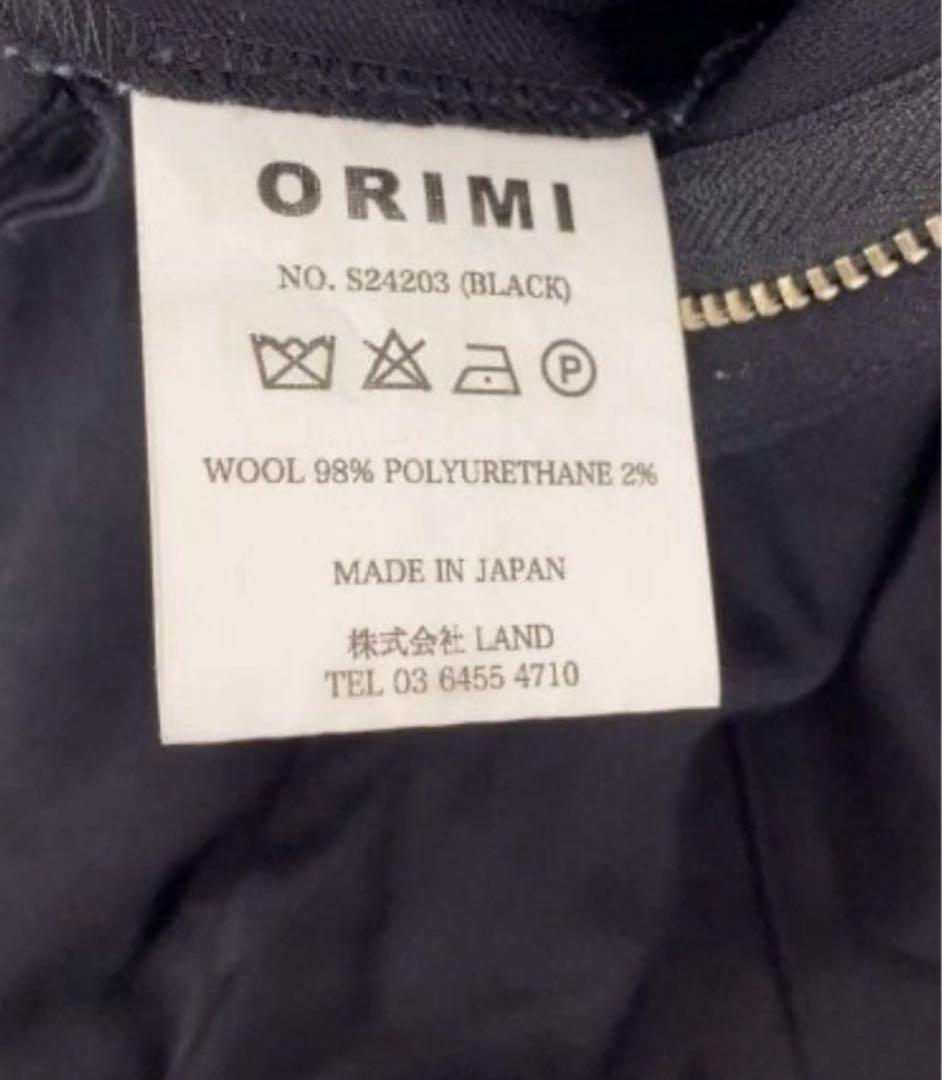 ORIMI
NO. S24203 (BLACK)
P
WOOL 98% POLYURETHANE 2%
MADE IN JAPAN
株式会社 LAND
TEL 03 6455 4710